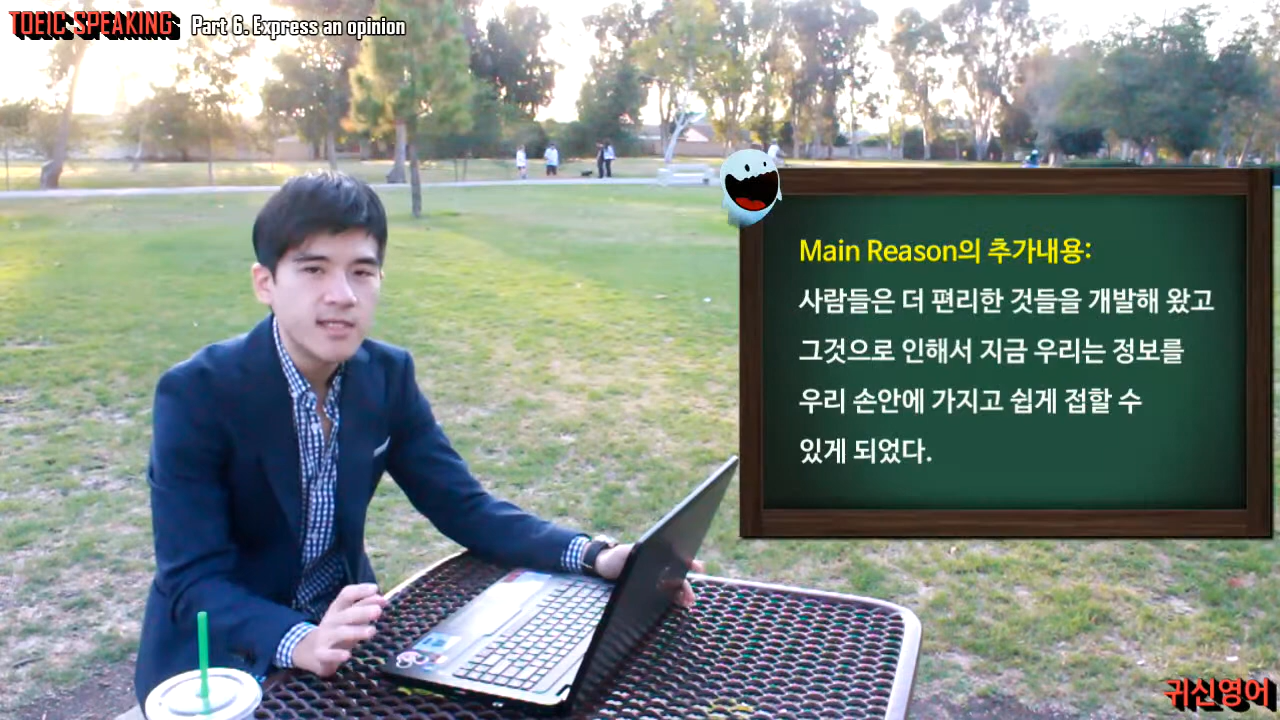 TOEIC SPEAKING Part 6. Express an opinion
Main Reason의 추가내용:
사람들은 더 편리한 것들을 개발해 왔고
그것으로 인해서 지금 우리는 정보를
우리 손안에 가지고 쉽게 접할 수
있게 되었다.
귀신영어